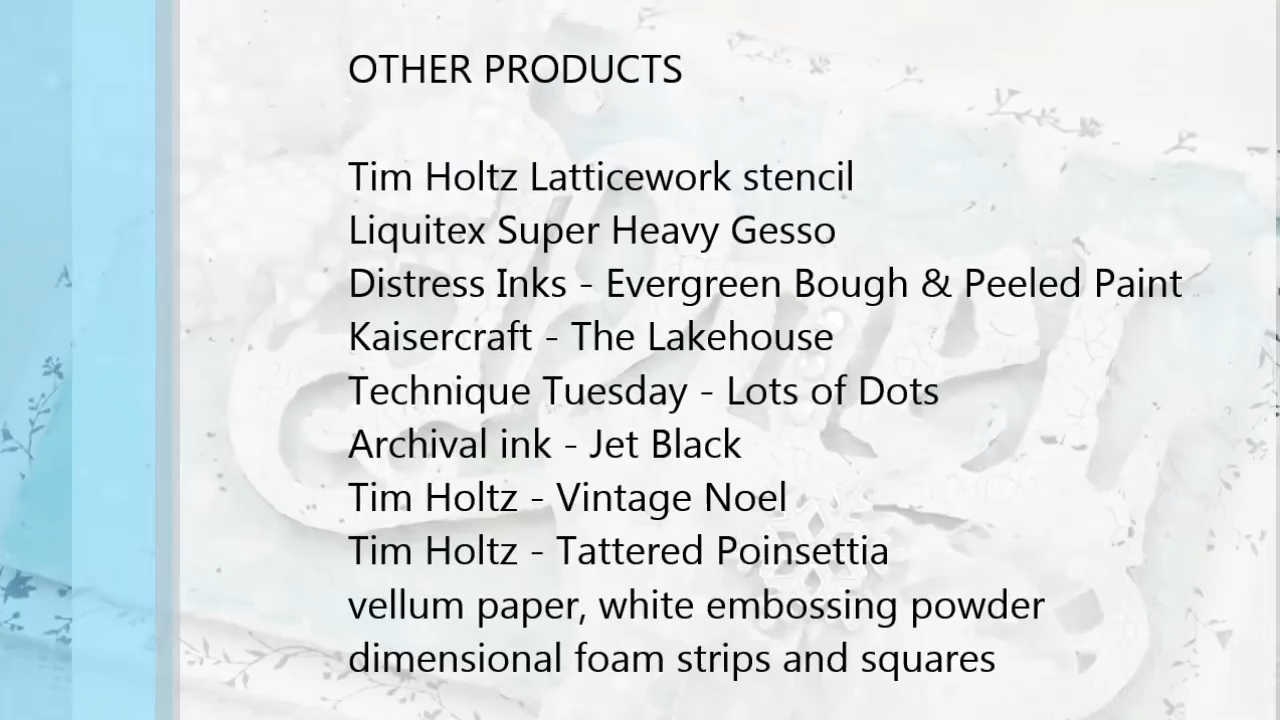 OTHER PRODUCTS
Tim Holtz Latticework stencil
Liquitex Super Heavy Gesso
Distress Inks - Evergreen Bough & Peeled Paint
Kaisercraft - The Lakehouse
Technique Tuesday - Lots of Dots
Archival ink - Jet Black
Tim Holtz - Vintage Noel
Tim Holtz - Tattered Poinsettia
vellum paper, white embossing powder
dimensional foam strips and squares